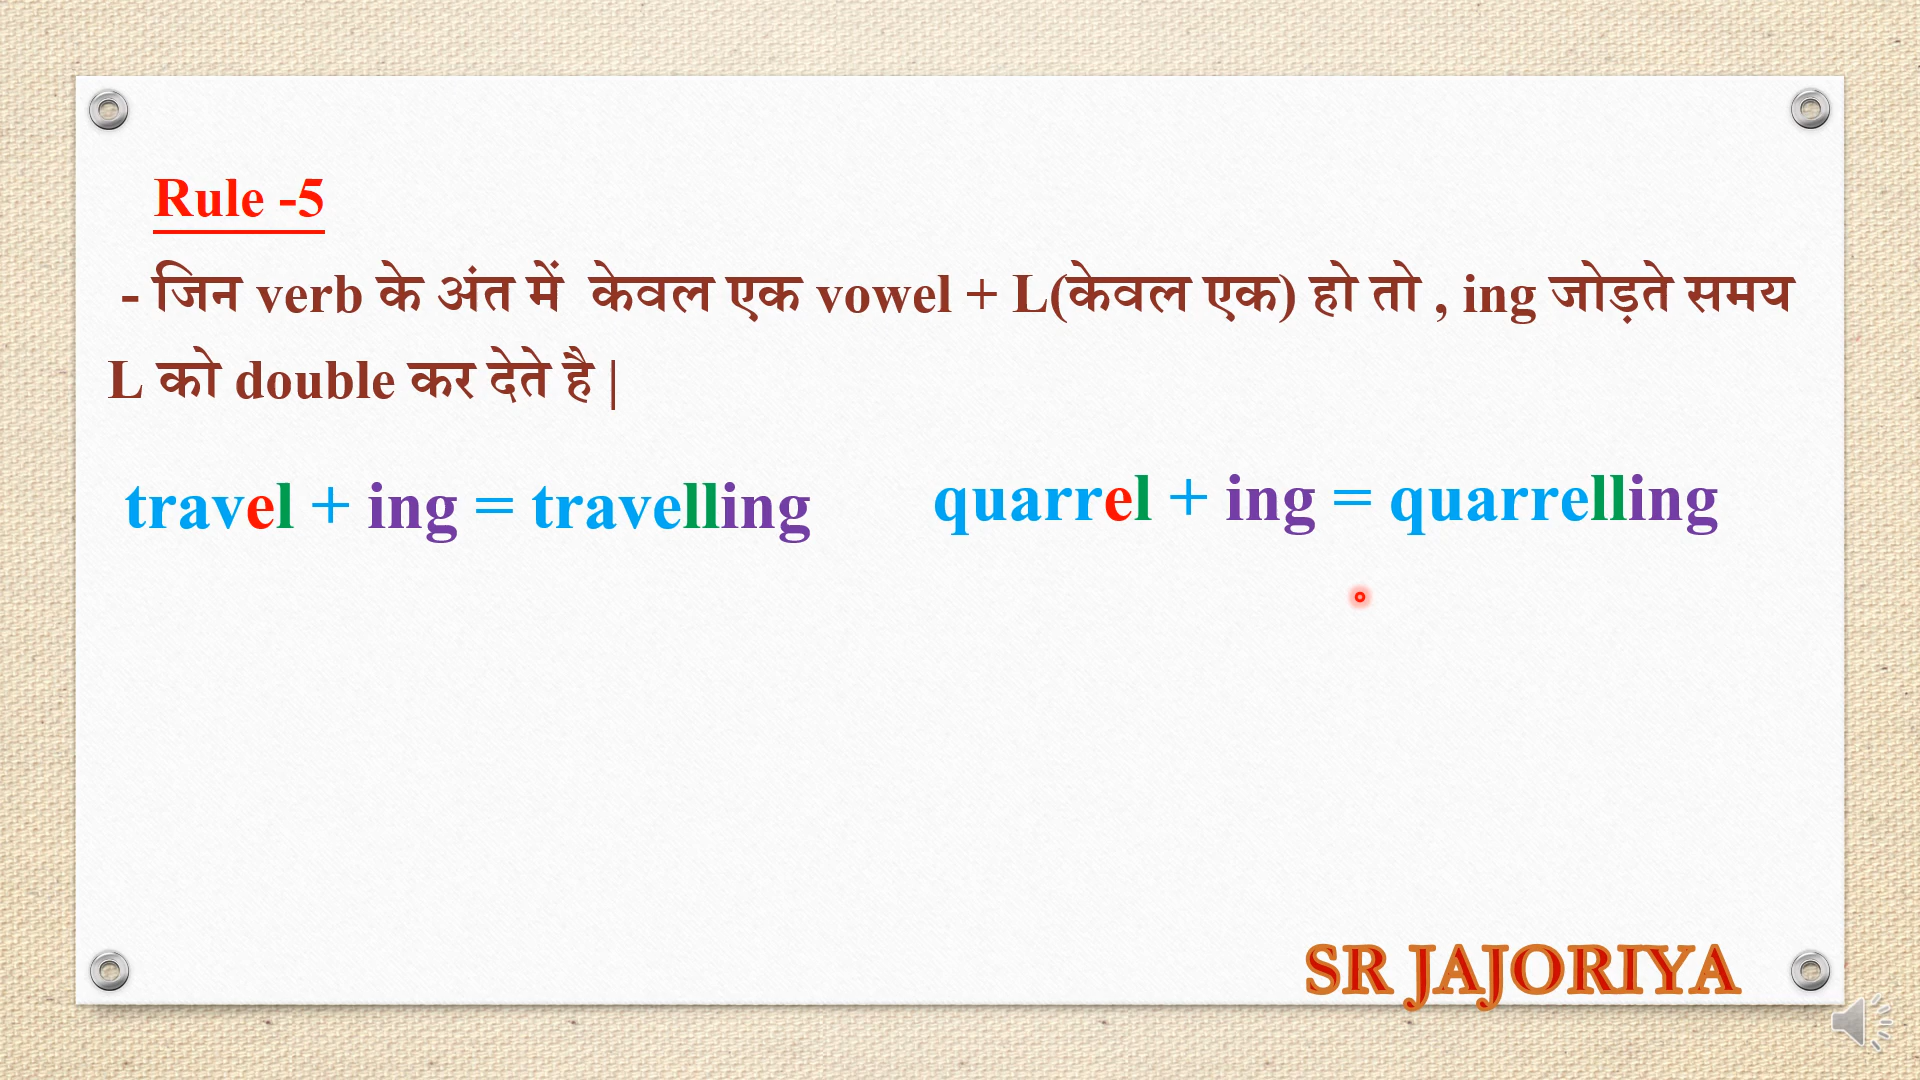 Rule -5
- जिन verb के अंत में केवल एक vowel + L(केवल एक) हो तो , ing जोड़ते समय
L को double कर देते है |
travel + ing = travelling
quarrel + ing = quarrelling
SR JAJORIYA